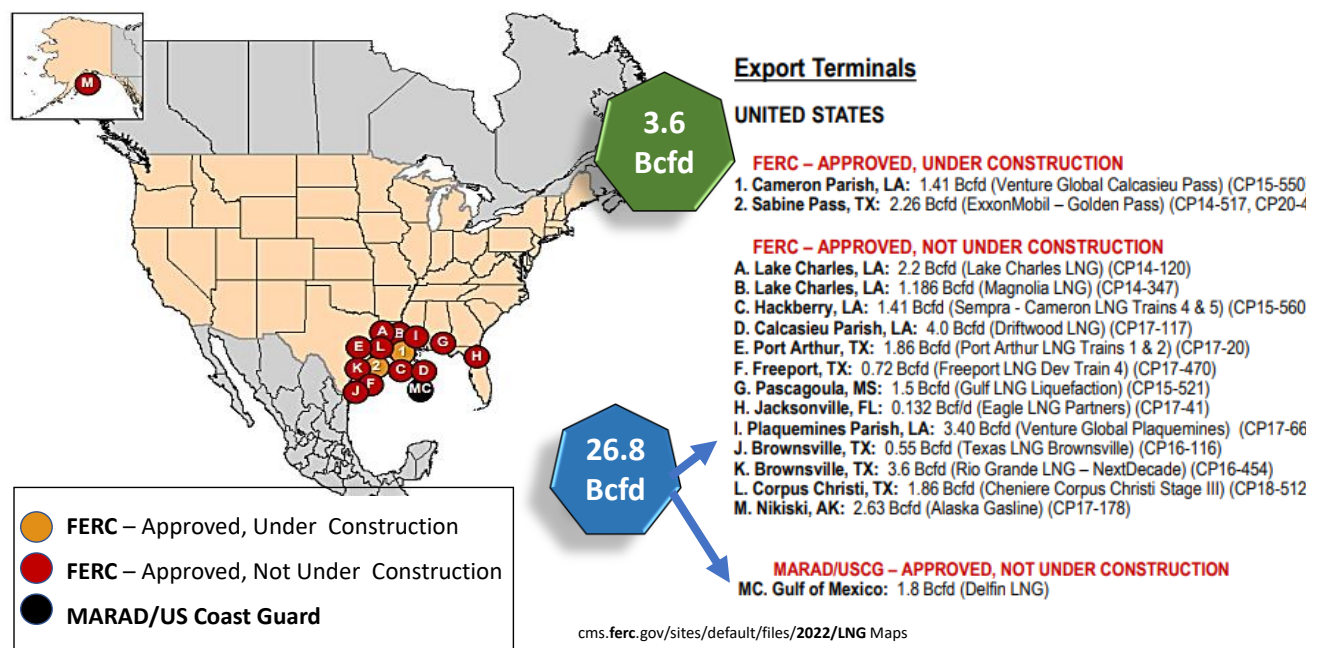 M
3.6
Bcfd
Export Terminals
UNITED STATES
FERC – APPROVED, UNDER CONSTRUCTION
1. Cameron Parish, LA: 1.41 Bcfd (Venture Global Calcasieu Pass) (CP15-550)
2. Sabine Pass, TX: 2.26 Bcfd (ExxonMobil – Golden Pass) (CP14-517, CP20-4
FERC – APPROVED, NOT UNDER CONSTRUCTION
A. Lake Charles, LA: 2.2 Bcfd (Lake Charles LNG) (CP14-120)
B. Lake Charles, LA: 1.186 Bcfd (Magnolia LNG) (CP14-347)
C. Hackberry, LA: 1.41 Bcfd (Sempra - Cameron LNG Trains 4 & 5) (CP15-560
D. Calcasieu Parish, LA: 4.0 Bcfd (Driftwood LNG) (CP17-117)
E. Port Arthur, TX: 1.86 Bcfd (Port Arthur LNG Trains 1 & 2) (CP17-20)
F. Freeport, TX: 0.72 Bcfd (Freeport LNG Dev Train 4) (CP17-470)
G. Pascagoula, MS: 1.5 Bcfd (Gulf LNG Liquefaction) (CP15-521)
H. Jacksonville, FL: 0.132 Bcf/d (Eagle LNG Partners) (CP17-41)
I. Plaquemines Parish, LA: 3.40 Bcfd (Venture Global Plaquemines) (CP17-66
J. Brownsville, TX: 0.55 Bcfd (Texas LNG Brownsville) (CP16-116)
K. Brownsville, TX: 3.6 Bcfd (Rio Grande LNG – NextDecade) (CP16-454)
L. Corpus Christi, TX: 1.86 Bcfd (Cheniere Corpus Christi Stage III) (CP18-512
M. Nikiski, AK: 2.63 Bcfd (Alaska Gasline) (CP17-178)
MARAD/USCG – APPROVED, NOT UNDER CONSTRUCTION
MC. Gulf of Mexico: 1.8 Bcfd (Delfin LNG)
26.8
Bcfd
A B I
E L 1 G H
K 2 C D
J F MC
FERC – Approved, Under Construction
FERC – Approved, Not Under Construction
MARAD/US Coast Guard
cms.ferc.gov/sites/default/files/2022/LNG Maps